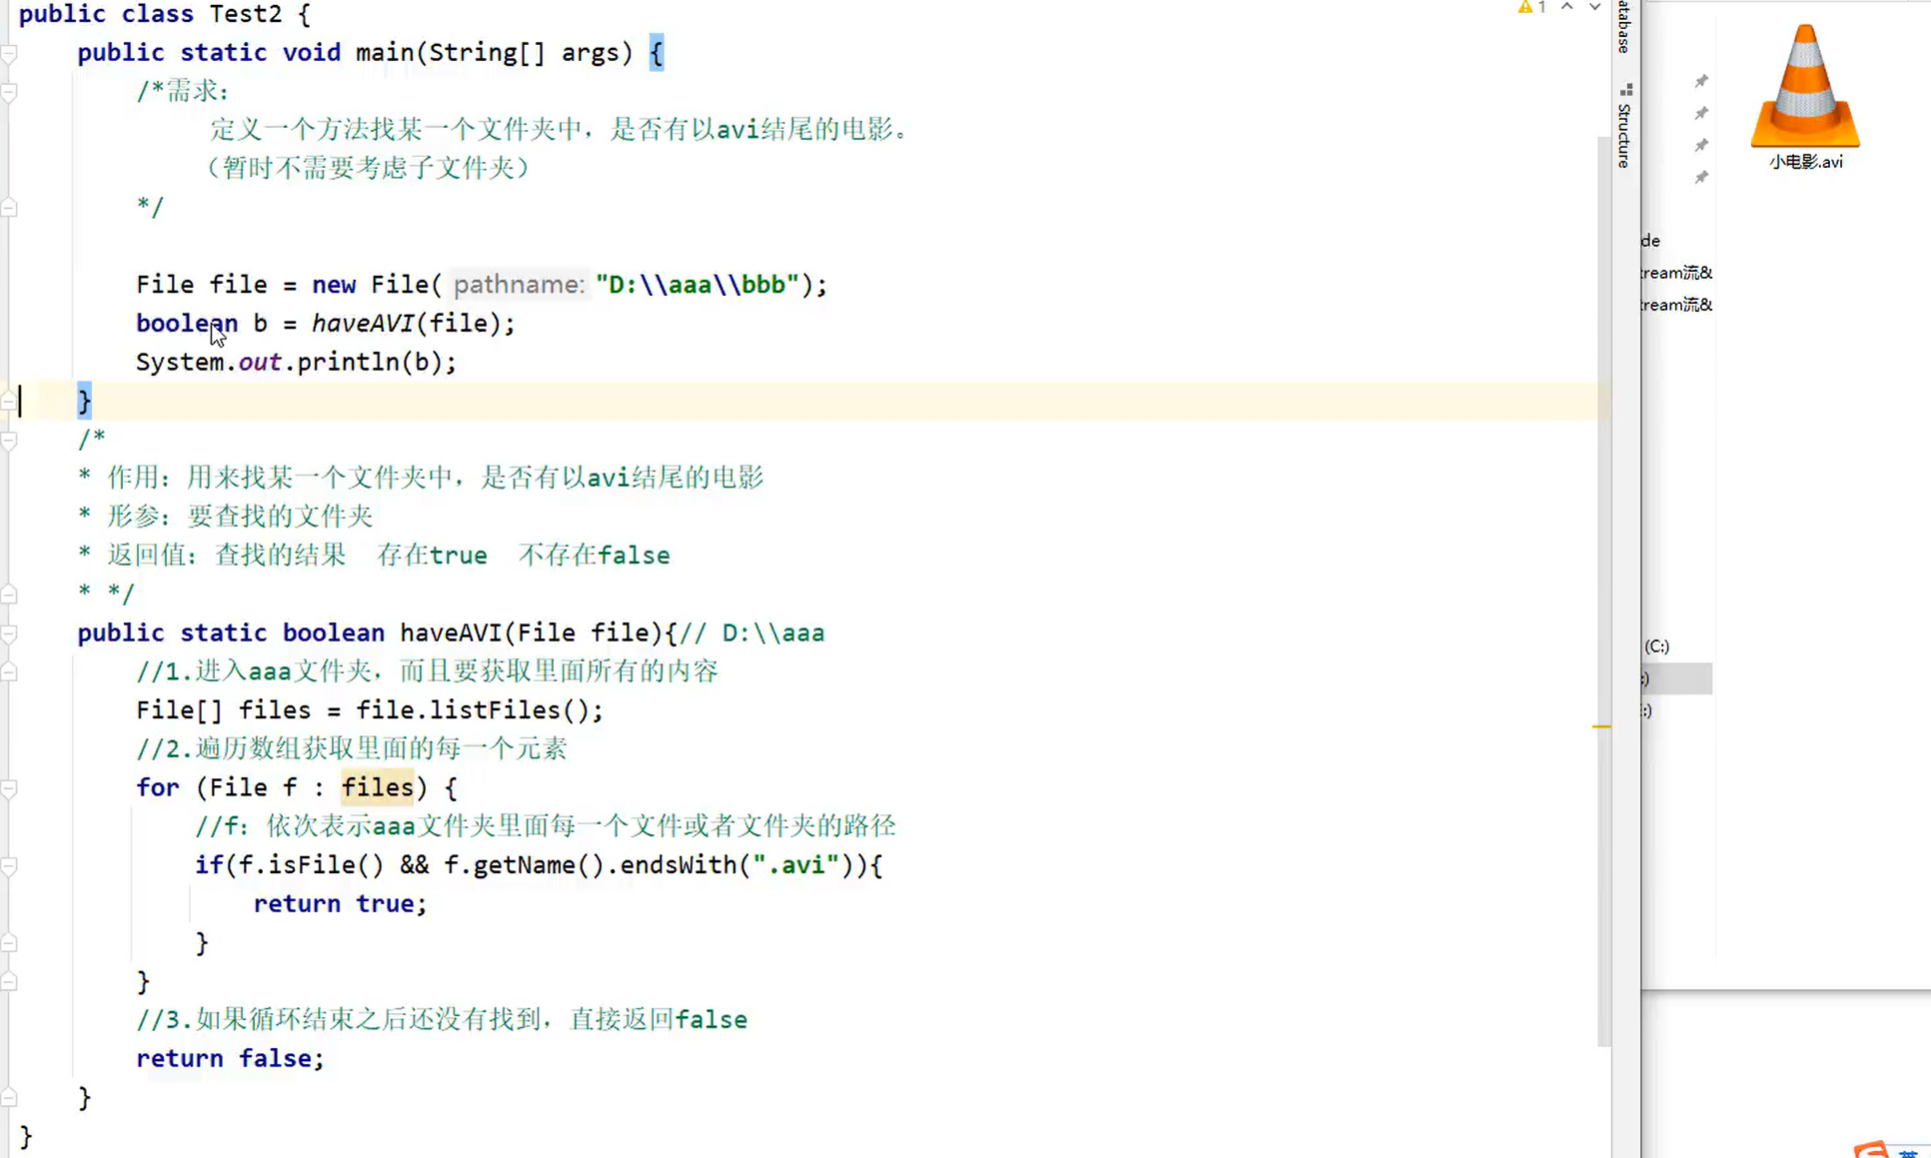 public class Test2 {
public static void main(String[] args) {
/*需求：
定义一个方法找某一个文件夹中，是否有以avi结尾的电影。
（暂时不需要考虑子文件夹）
*/
File file = new File( pathname: "D:\\aaa\\bbb");
boolean b = haveAVI(file);
System.out.println(b);
}
/*
* 作用：用来找某一个文件夹中，是否有以avi结尾的电影
* 形参：要查找的文件夹
* 返回值：查找的结果  存在true  不存在false
* */
public static boolean haveAVI(File file){// D:\\aaa
//1.进入aaa文件夹，而且要获取里面所有的内容
File[] files = file.listFiles();
//2.遍历数组获取里面的每一个元素
for (File f : files) {
//f：依次表示aaa文件夹里面每一个文件或者文件夹的路径
if(f.isFile() && f.getName().endsWith(".avi")){
return true;
}
}
//3.如果循环结束之后还没有找到，直接返回false
return false;
}
}
1
atabase
Structure
小电影.avi
de
tream流&
tream流&
(C:)
:)
:)
英